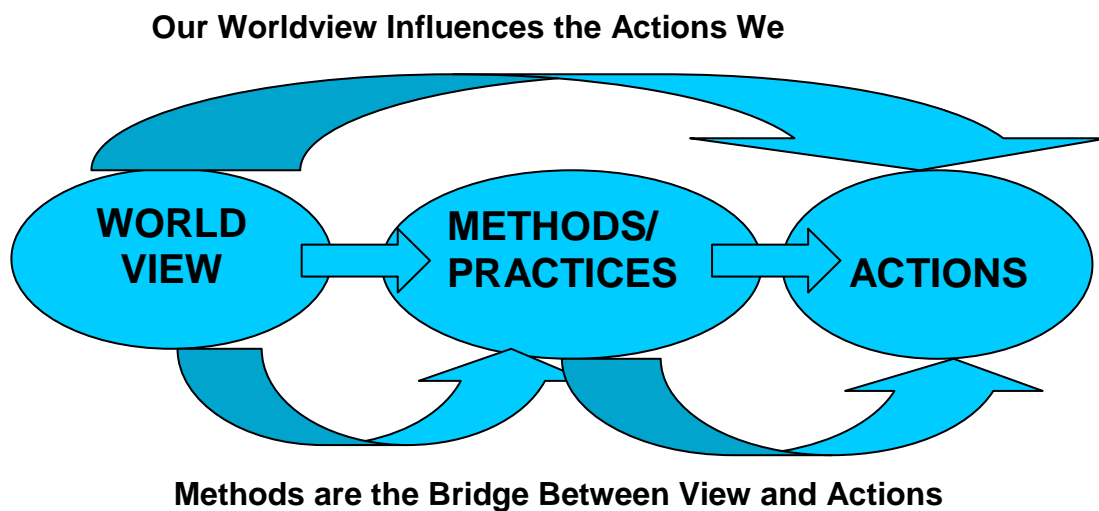 Our Worldview Influences the Actions We
WORLD
VIEW
METHODS/
PRACTICES
ACTIONS
Methods are the Bridge Between View and Actions